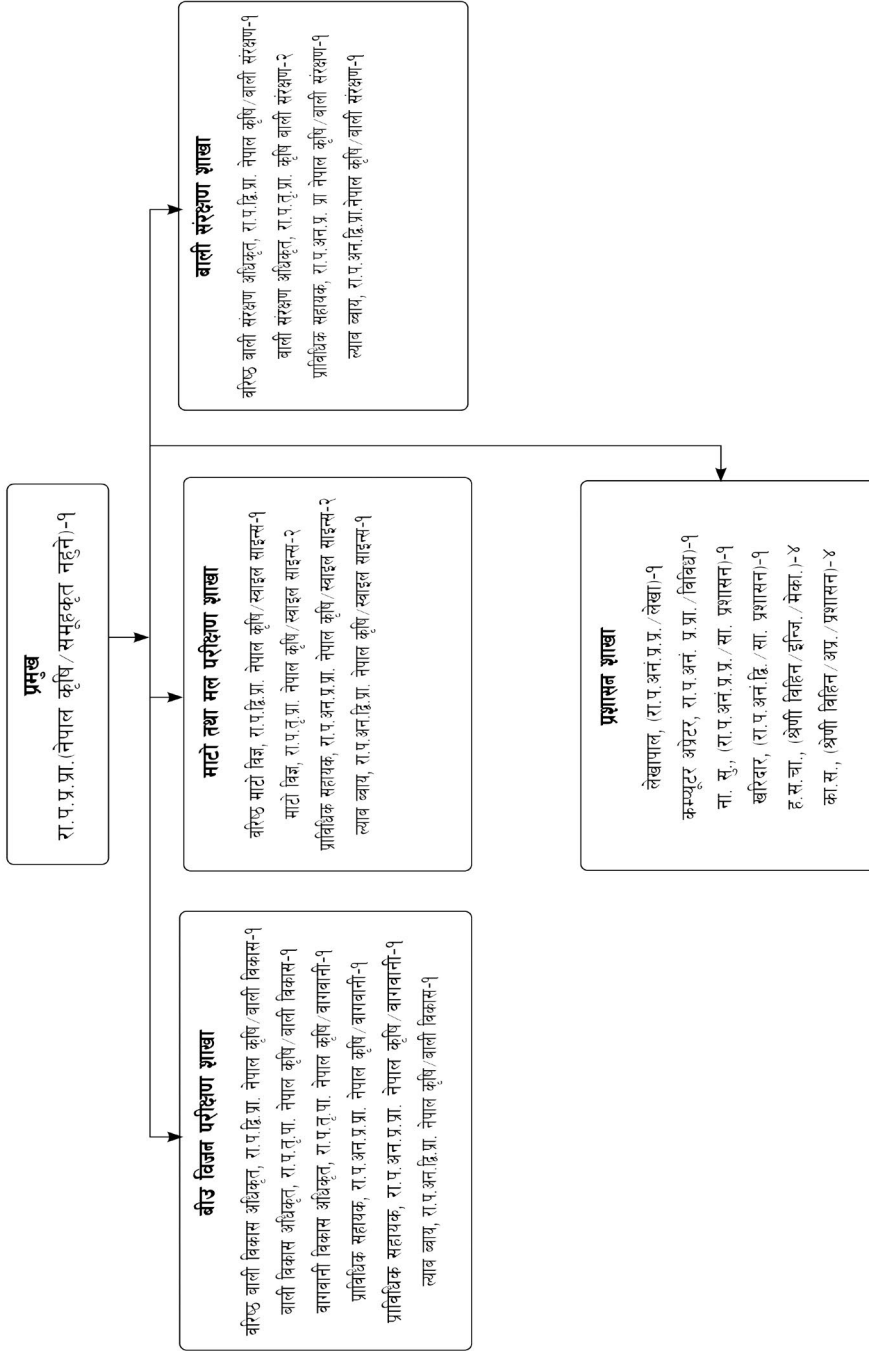 प्रमुख
रा.प.प्र.प्रा.(नेपाल कृषि/समूहकृत नहुने)-१
बीउ विजन परीक्षण शाखा
वरिष्ठ बाली विकास अधिकृत, रा.प.द्वि.प्रा. नेपाल कृषि/बाली विकास-१
बाली विकास अधिकृत, रा.प.तृ.पा. नेपाल कृषि/बाली विकास-१
वागवानी विकास अधिकृत, रा.प.तृ.पा. नेपाल कृषि/वागवानी-१
प्राविधिक सहायक, रा.प.अन.प्र.प्रा. नेपाल कृषि/वागवानी-१
प्राविधिक सहायक, रा.प.अन.प्र.प्रा. नेपाल कृषि/वागवानी-१
ल्याव व्वाय, रा.प.अन.द्वि.प्रा. नेपाल कृषि/बाली विकास-१
माटो तथा मल परीक्षण शाखा
वरिष्ठ माटो विज्ञ, रा.प.द्वि.प्रा. नेपाल कृषि/स्वाइल साइन्स-१
माटो विज्ञ, रा.प.तृ.प्रा. नेपाल कृषि/स्वाइल साइन्स-२
प्राविधिक सहायक, रा.प.अन.प्र.प्रा. नेपाल कृषि/स्वाइल साइन्स-२
ल्याव व्वाय, रा.प.अन.द्वि.प्रा. नेपाल कृषि/स्वाइल साइन्स-१
बाली संरक्षण शाखा
वरिष्ठ बाली संरक्षण अधिकृत, रा.प.द्वि.प्रा. नेपाल कृषि/बाली संरक्षण-१
बाली संरक्षण अधिकृत, रा.प.तृ.प्रा. कृषि बाली संरक्षण-२
प्राविधिक सहायक, रा.प.अन.प्र. प्रा नेपाल कृषि/बाली संरक्षण-१
ल्याव व्वाय, रा.प.अन.द्वि.प्रा.नेपाल कृषि/बाली संरक्षण-१
प्रशासन शाखा
लेखापाल, (रा.प.अनं.प्र.प्र./लेखा)-१
कम्प्यूटर अप्रेटर, रा.प.अनं. प्र.प्रा./विविध)-१
ना. सु., (रा.प.अनं.प्र.प्र./सा. प्रशासन)-१
खरिदार, (रा.प.अनं.द्वि./सा. प्रशासन)-१
ह.स.चा., (श्रेणी विहिन/इन्जि./मेका.)-४
का.स., (श्रेणी विहिन/अप्र./प्रशासन)-४